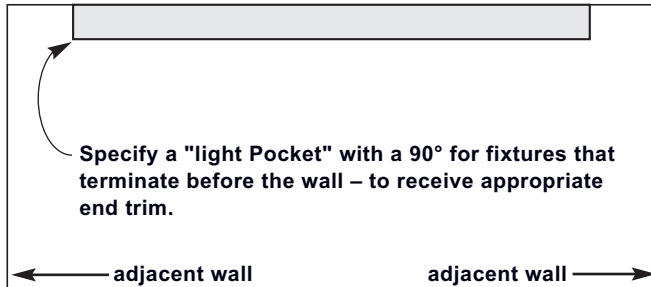 Specify a "light Pocket" with a 90° for fixtures that
terminate before the wall – to receive appropriate
end trim.
adjacent wall adjacent wall